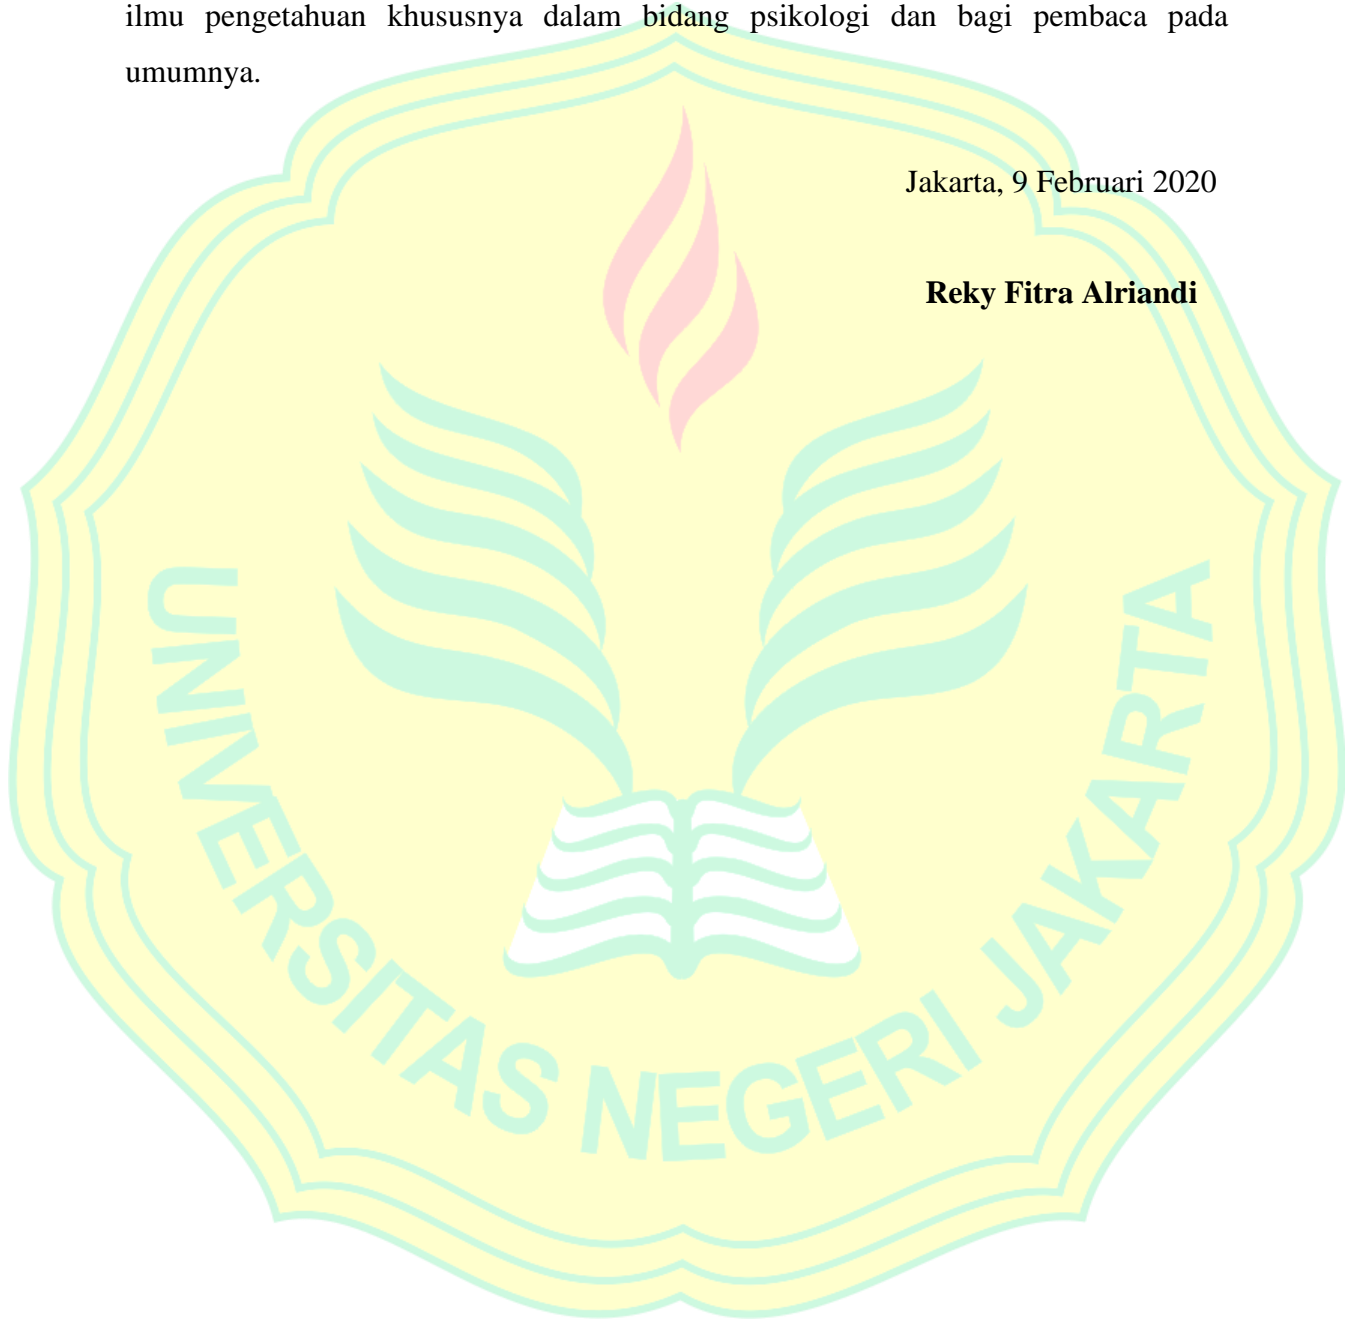 ilmu pengetahuan khususnya dalam bidang psikologi dan bagi pembaca pada
umumnya.
Jakarta, 9 Februari 2020
Reky Fitra Alriandi
UNIVERSITAS NEGERI JAKARTA